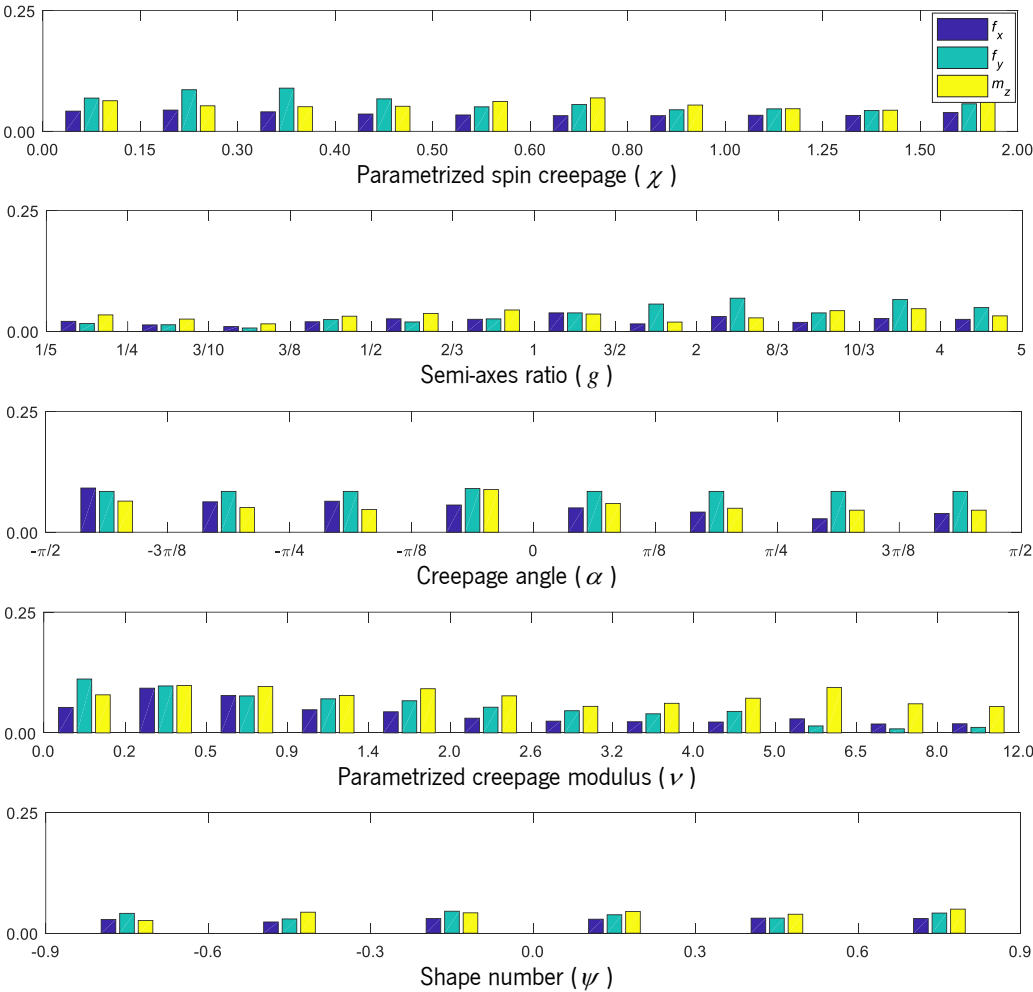 0.25
f_x
f_y
m_z
0.00
0.00 0.15 0.30 0.40 0.50 0.60 0.80 1.00 1.25 1.50 2.00
Parametrized spin creepage ( χ )
0.25
0.00
1/5 1/4 3/10 3/8 1/2 2/3 1 3/2 2 8/3 10/3 4 5
Semi-axes ratio ( g )
0.25
0.00
-π/2 -3π/8 -π/4 -π/8 0 π/8 π/4 3π/8 π/2
Creepage angle ( α )
0.25
0.00
0.0 0.2 0.5 0.9 1.4 2.0 2.6 3.2 4.0 5.0 6.5 8.0 12.0
Parametrized creepage modulus ( ν )
0.25
0.00
-0.9 -0.6 -0.3 0.0 0.3 0.6 0.9
Shape number ( ψ )